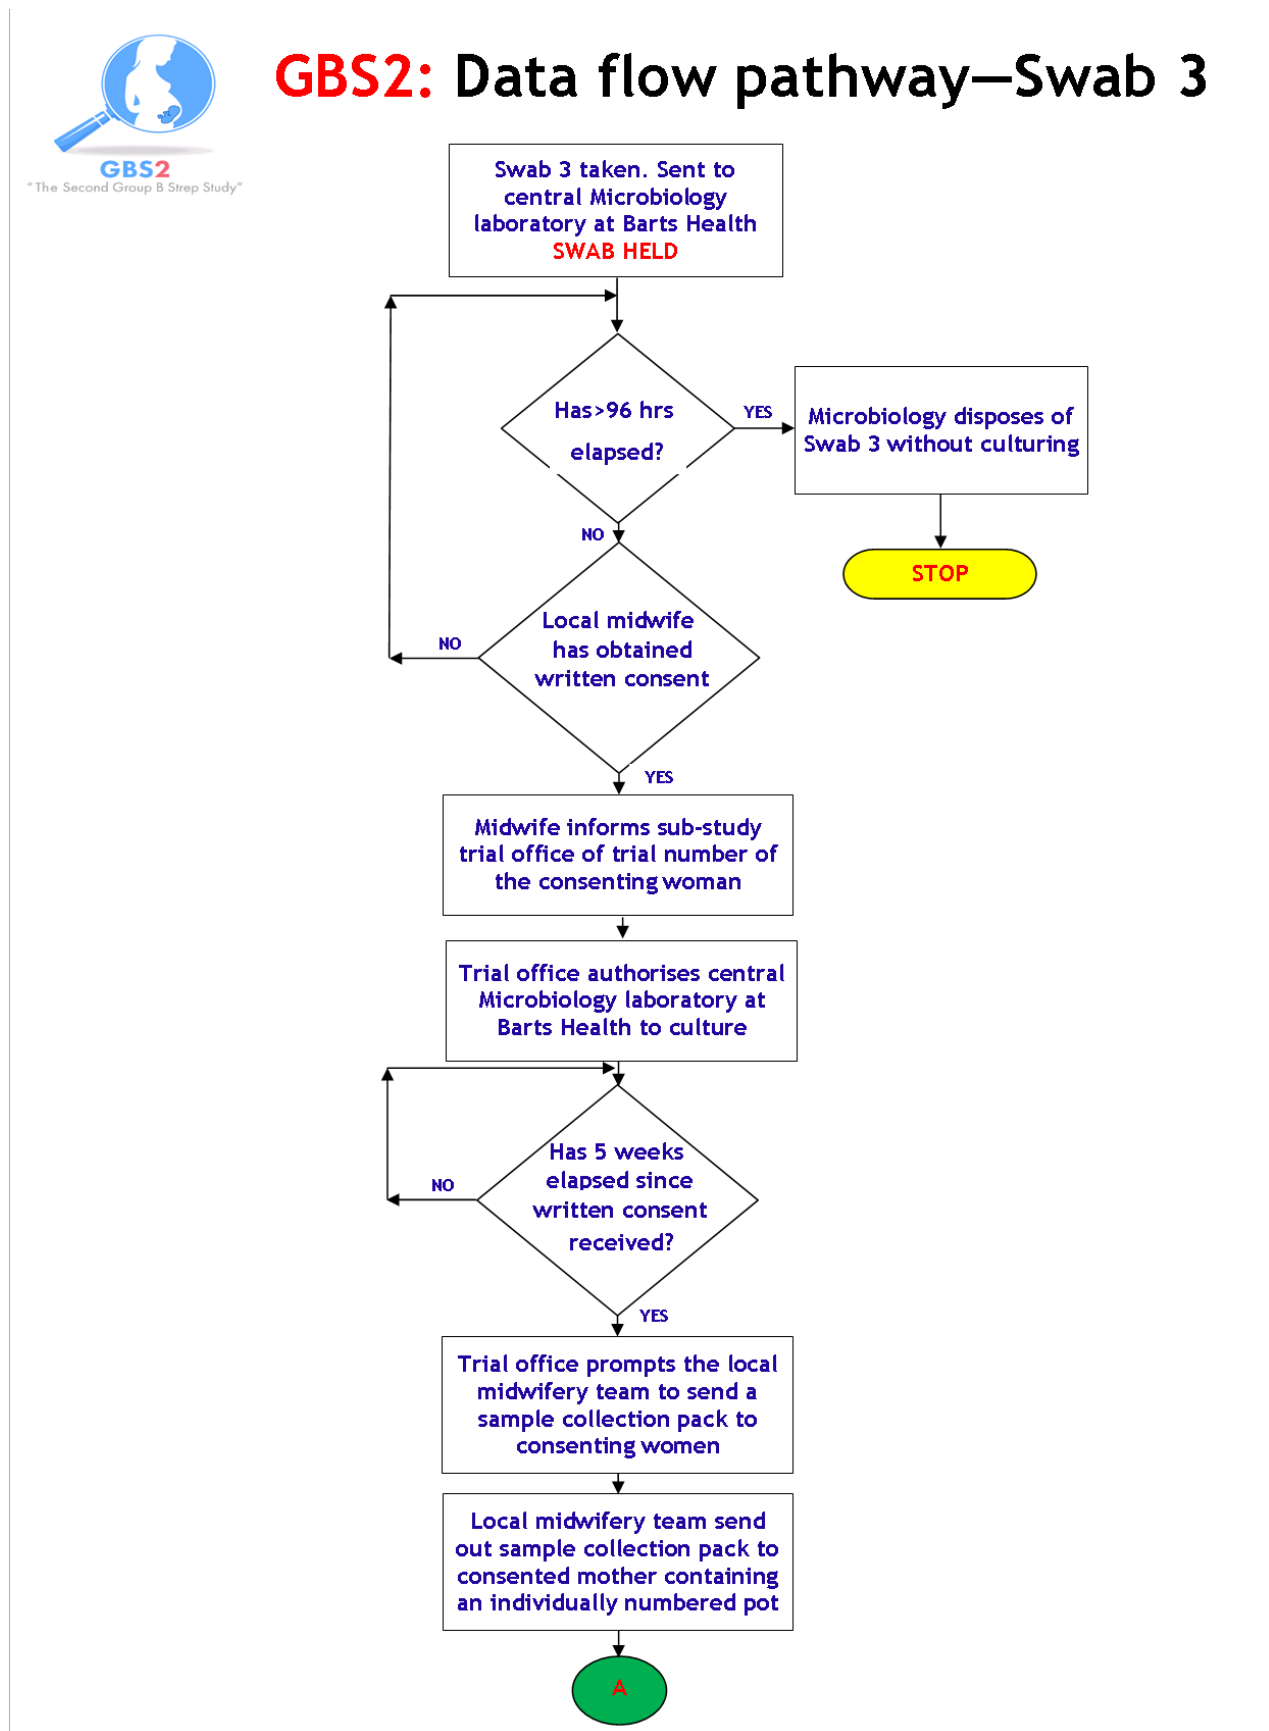 GBS2: Data flow pathway—Swab 3
GBS2
"The Second Group B Strep Study"
Swab 3 taken. Sent to
central Microbiology
laboratory at Barts Health
SWAB HELD
Has>96 hrs
elapsed?
YES
Microbiology disposes of
Swab 3 without culturing
STOP
NO
Local midwife
has obtained
written consent
NO
YES
Midwife informs sub-study
trial office of trial number of
the consenting woman
Trial office authorises central
Microbiology laboratory at
Barts Health to culture
Has 5 weeks
elapsed since
written consent
received?
NO
YES
Trial office prompts the local
midwifery team to send a
sample collection pack to
consenting women
Local midwifery team send
out sample collection pack to
consented mother containing
an individually numbered pot
A